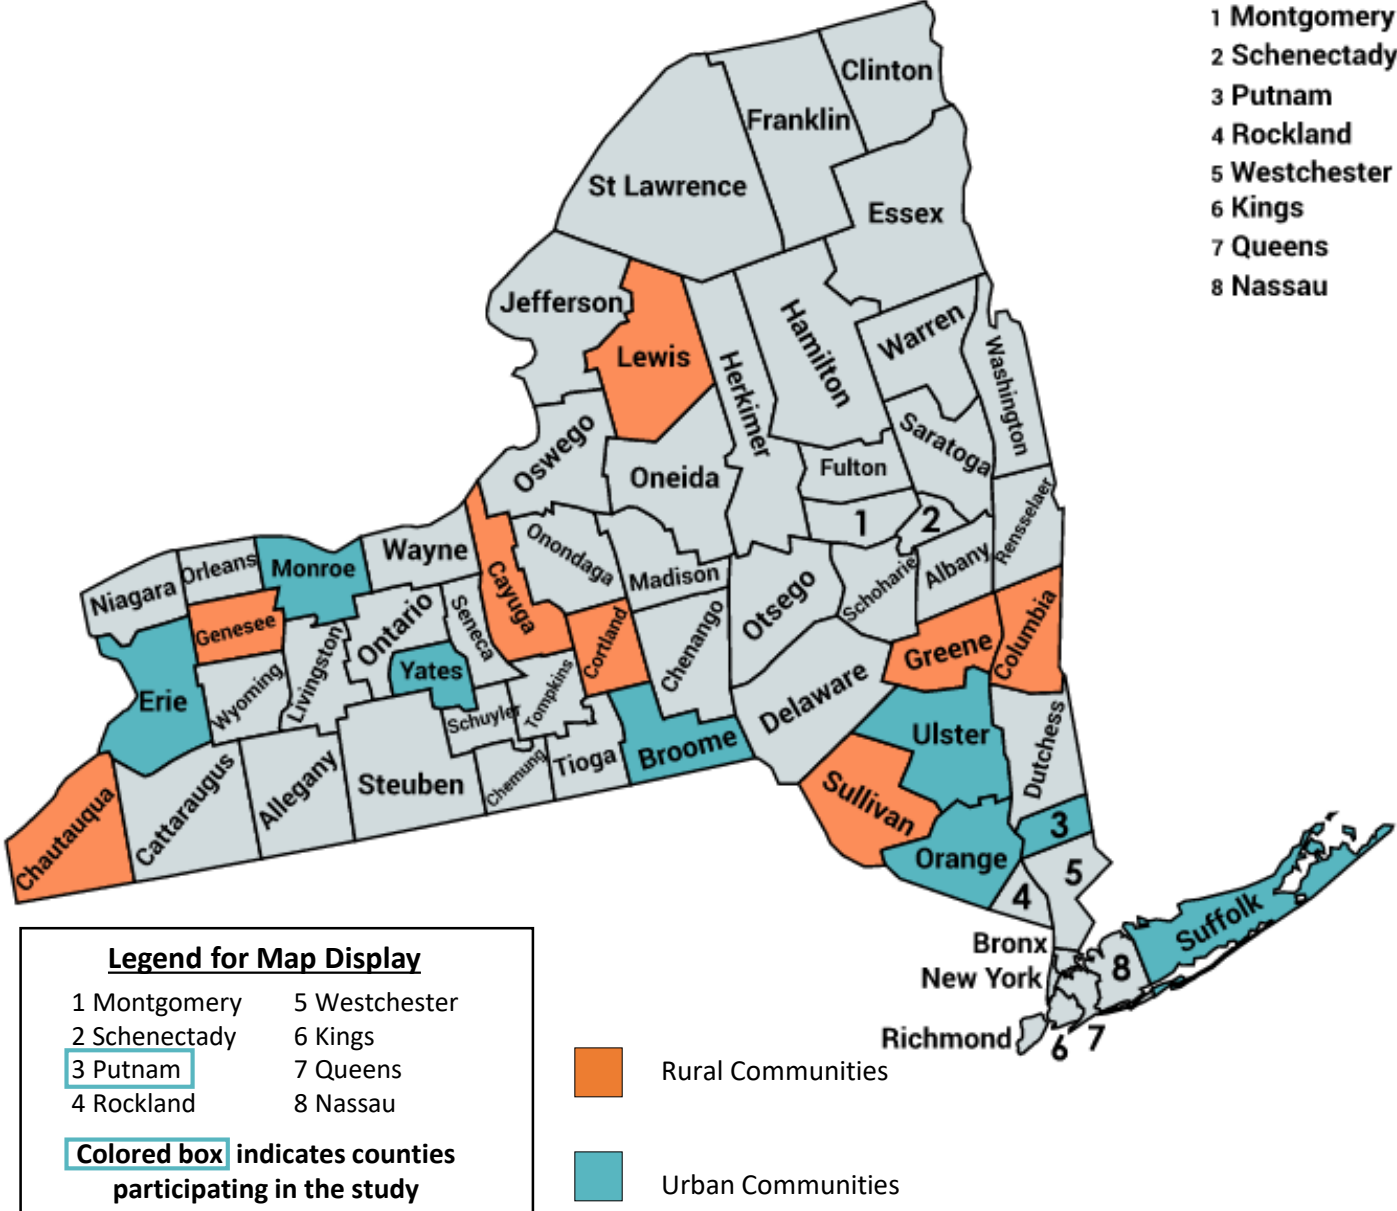 1 Montgomery
2 Schenectady
3 Putnam
4 Rockland
5 Westchester
6 Kings
7 Queens
8 Nassau
Clinton
Franklin
St Lawrence
Essex
Jefferson
Lewis
Herkimer
Hamilton
Warren
Washington
Oswego
Oneida
Fulton
Saratoga
1
2
Rensselaer
Niagara
Orleans
Monroe
Wayne
Cayuga
Onondaga
Madison
Otsego
Schoharie
Albany
Genesee
Ontario
Seneca
Cortland
Chenango
Greene
Columbia
Erie
Wyoming
Livingston
Yates
Schuyler
Tompkins
Delaware
Ulster
Dutchess
Chautauqua
Cattaraugus
Allegany
Steuben
Chemung
Tioga
Broome
Sullivan
Orange
3
4
5
Suffolk
Bronx
New York
8
Richmond
6
7
Legend for Map Display
1 Montgomery
2 Schenectady
3 Putnam
4 Rockland
5 Westchester
6 Kings
7 Queens
8 Nassau
Colored box indicates counties
participating in the study
Rural Communities
Urban Communities